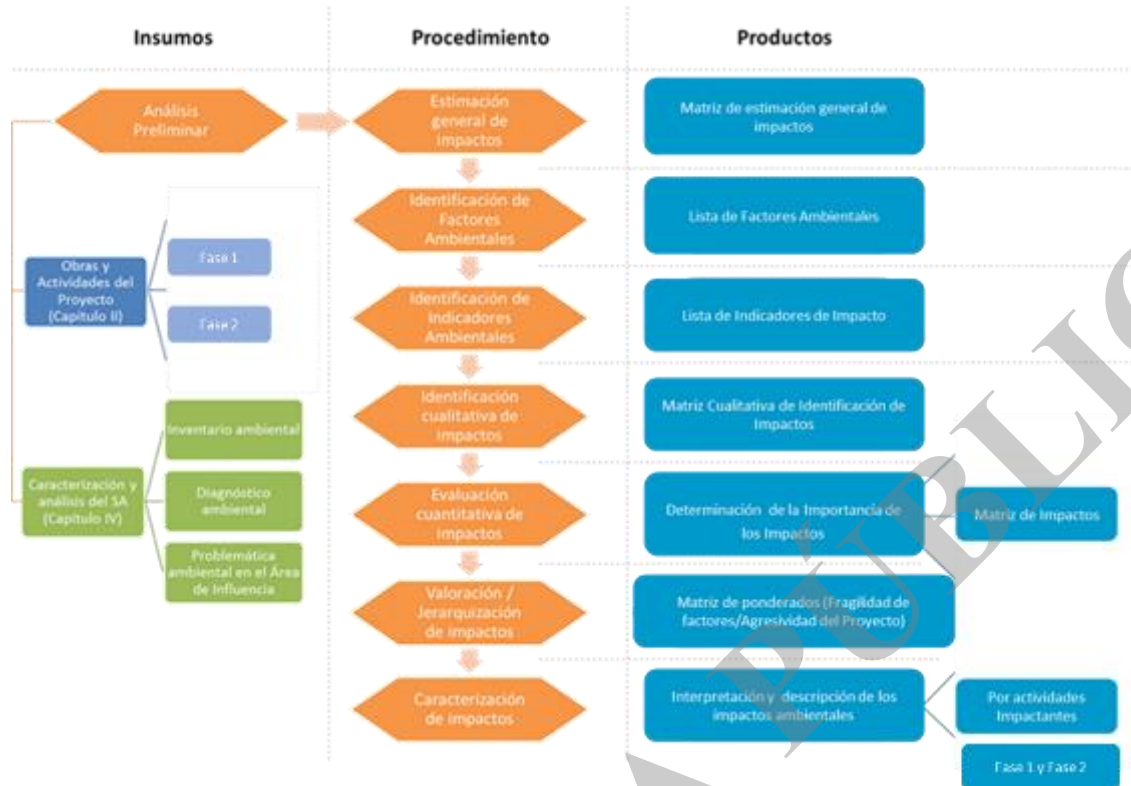 Insumos
Procedimiento
Productos
Análisis
Preliminar
Estimación
general de
impactos
Matriz de estimación general de
impactos
Identificación de
Factores
Ambientales
Lista de Factores Ambientales
Obras y
Actividades del
Proyecto
(Capítulo II)
Fase 1
Fase 2
Identificación de
Indicadores
Ambientales
Lista de Indicadores de Impacto
Identificación
cualitativa de
impactos
Matriz Cualitativa de Identificación de
Impactos
Caracterización y
análisis del SA
(Capítulo IV)
Inventario ambiental
Diagnóstico
ambiental
Problemática
ambiental en el Área
de Influencia
Evaluación
cuantitativa de
impactos
Determinación de la Importancia de
los Impactos
Matriz de Impactos
Valoración /
Jerarquización
de impactos
Matriz de ponderados (Fragilidad de
factores/Agresividad del Proyecto)
Caracterización
de impactos
Interpretación y descripción de los
impactos ambientales
Por actividades
Impactantes
Fase 1 y Fase 2
A PÚBLIC